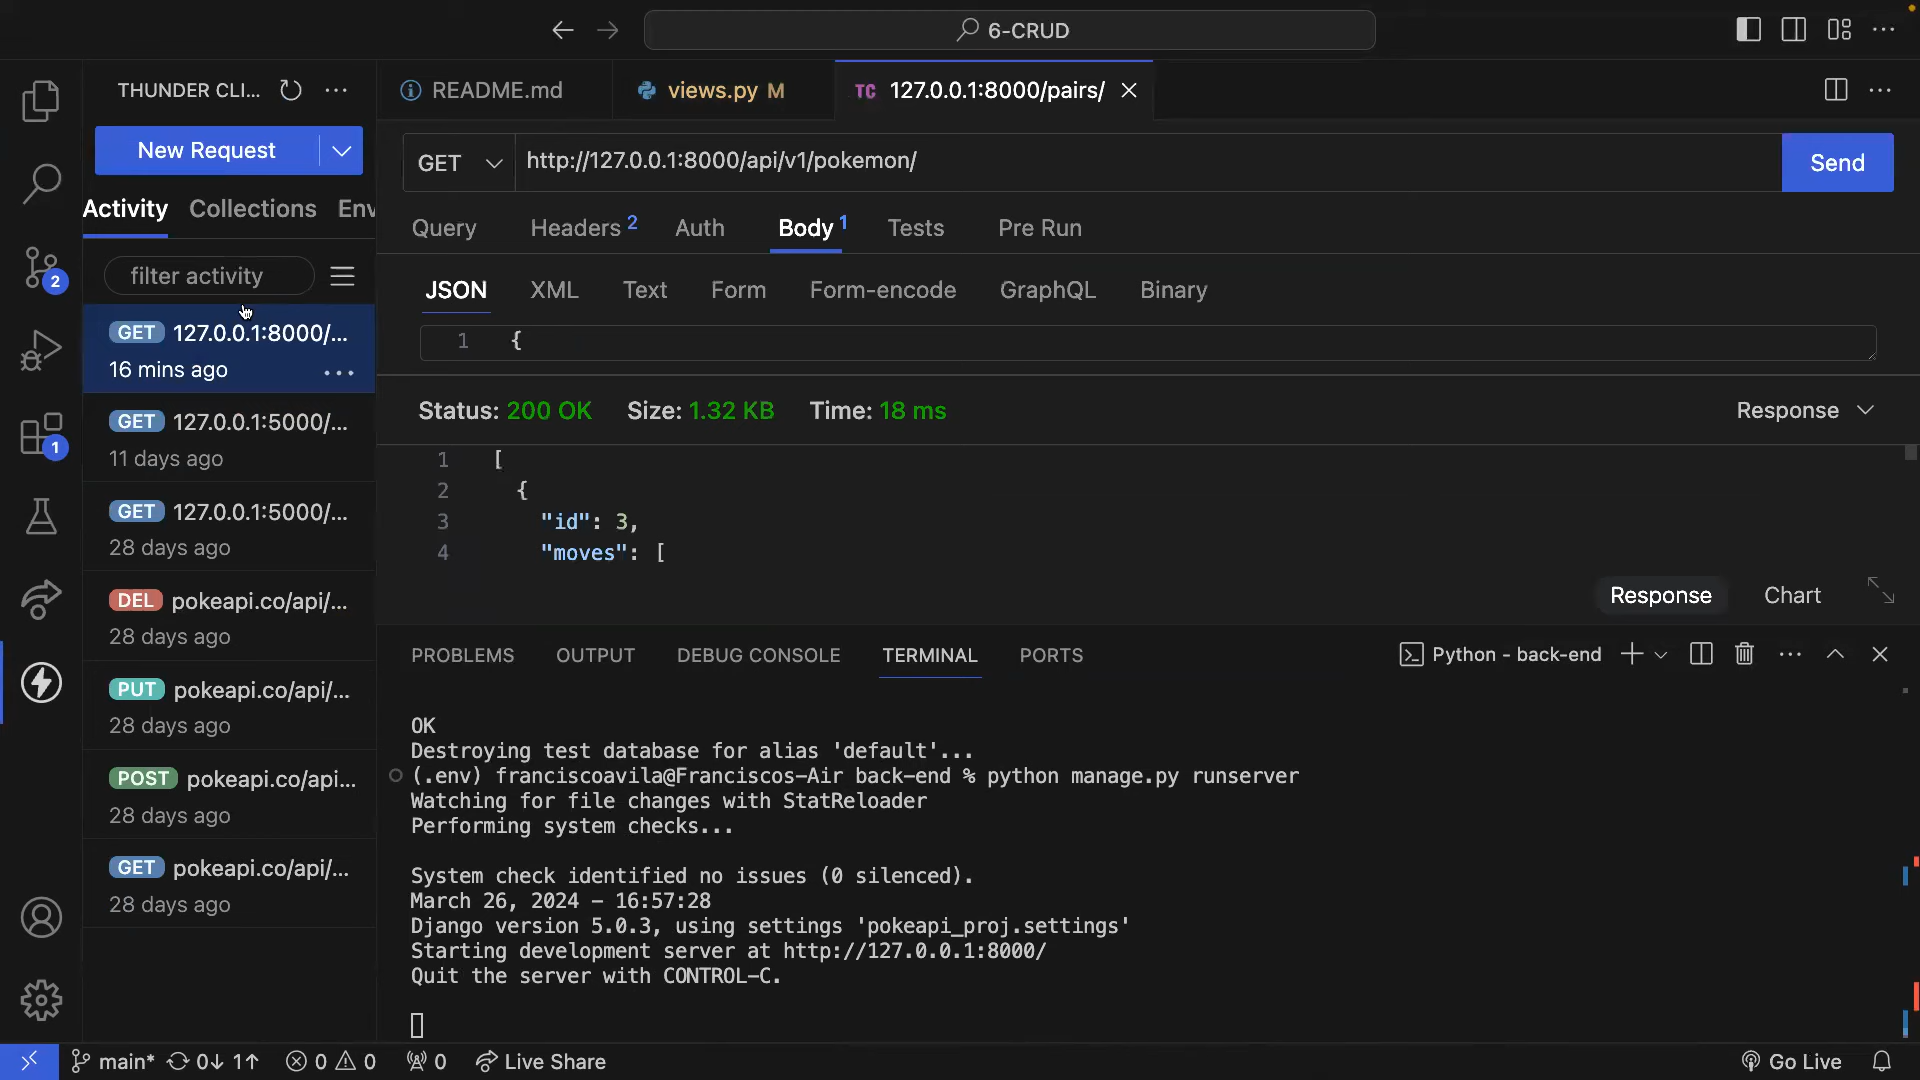 6-CRUD
THUNDER CLI...
README.md
views.py M
TC 127.0.0.1:8000/pairs/
New Request
GET
http://127.0.0.1:8000/api/v1/pokemon/
Send
Activity
Collections
Env
Query
Headers 2
Auth
Body 1
Tests
Pre Run
filter activity
JSON
XML
Text
Form
Form-encode
GraphQL
Binary
1 {
GET 127.0.0.1:8000/...
16 mins ago
GET 127.0.0.1:5000/...
11 days ago
GET 127.0.0.1:5000/...
28 days ago
DEL pokeapi.co/api/...
28 days ago
PUT pokeapi.co/api/...
28 days ago
POST pokeapi.co/api...
28 days ago
GET pokeapi.co/api/...
28 days ago
Status: 200 OK Size: 1.32 KB Time: 18 ms
Response
1 [
2 {
3 "id": 3,
4 "moves": [
Response
Chart
PROBLEMS
OUTPUT
DEBUG CONSOLE
TERMINAL
PORTS
Python - back-end
OK
Destroying test database for alias 'default'...
(.env) franciscoavila@Franciscos-Air back-end % python manage.py runserver
Watching for file changes with StatReloader
Performing system checks...
System check identified no issues (0 silenced).
March 26, 2024 - 16:57:28
Django version 5.0.3, using settings 'pokeapi_proj.settings'
Starting development server at http://127.0.0.1:8000/
Quit the server with CONTROL-C.
2
1
main* 0↓ 1↑ 0 0 0 Live Share
Go Live